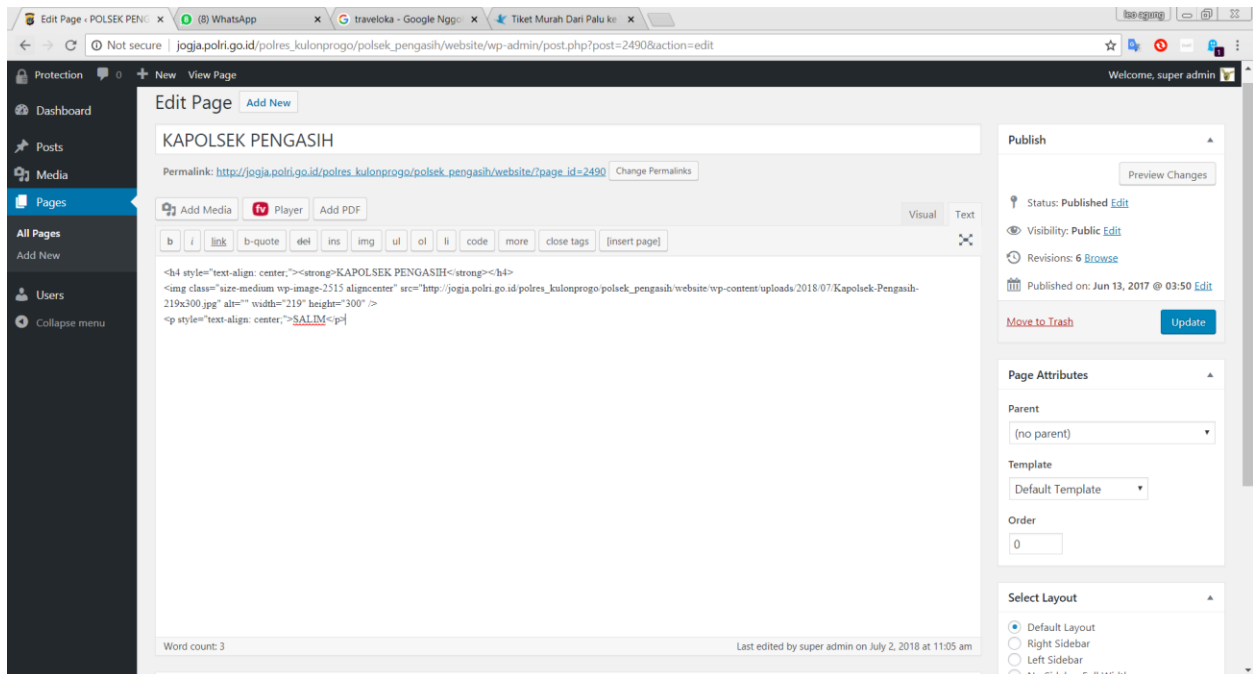 Edit Page ‹ POLSEK PENG
(8) WhatsApp
traveloka - Google Nggo
Tiket Murah Dari Palu ke
Not secure | jogja.polri.go.id/polres_kulonprogo/polsek_pengasih/website/wp-admin/post.php?post=2490&action=edit
Protection 0 + New View Page
Welcome, super admin
Dashboard
Posts
Media
Pages
All Pages
Add New
Users
Collapse menu
Edit Page Add New
KAPOLSEK PENGASIH
Permalink: http://jogja.polri.go.id/polres_kulonprogo/polsek_pengasih/website/?page_id=2490 Change Permalinks
Add Media fv Player Add PDF
Visual Text
b i link b-quote del ins img ul ol li code more close tags [insert page]
<h4 style="text-align: center;"><strong>KAPOLSEK PENGASIH</strong></h4>
<img class="size-medium wp-image-2515 aligncenter" src="http://jogja.polri.go.id/polres_kulonprogo/polsek_pengasih/website/wp-content/uploads/2018/07/Kapolsek-Pengasih-
219x300.jpg" alt="" width="219" height="300" />
<p style="text-align: center;">SALIM</p>
Word count: 3
Last edited by super admin on July 2, 2018 at 11:05 am
Publish
Preview Changes
Status: Published Edit
Visibility: Public Edit
Revisions: 6 Browse
Published on: Jun 13, 2017 @ 03:50 Edit
Move to Trash Update
Page Attributes
Parent
(no parent)
Template
Default Template
Order
0
Select Layout
Default Layout
Right Sidebar
Left Sidebar